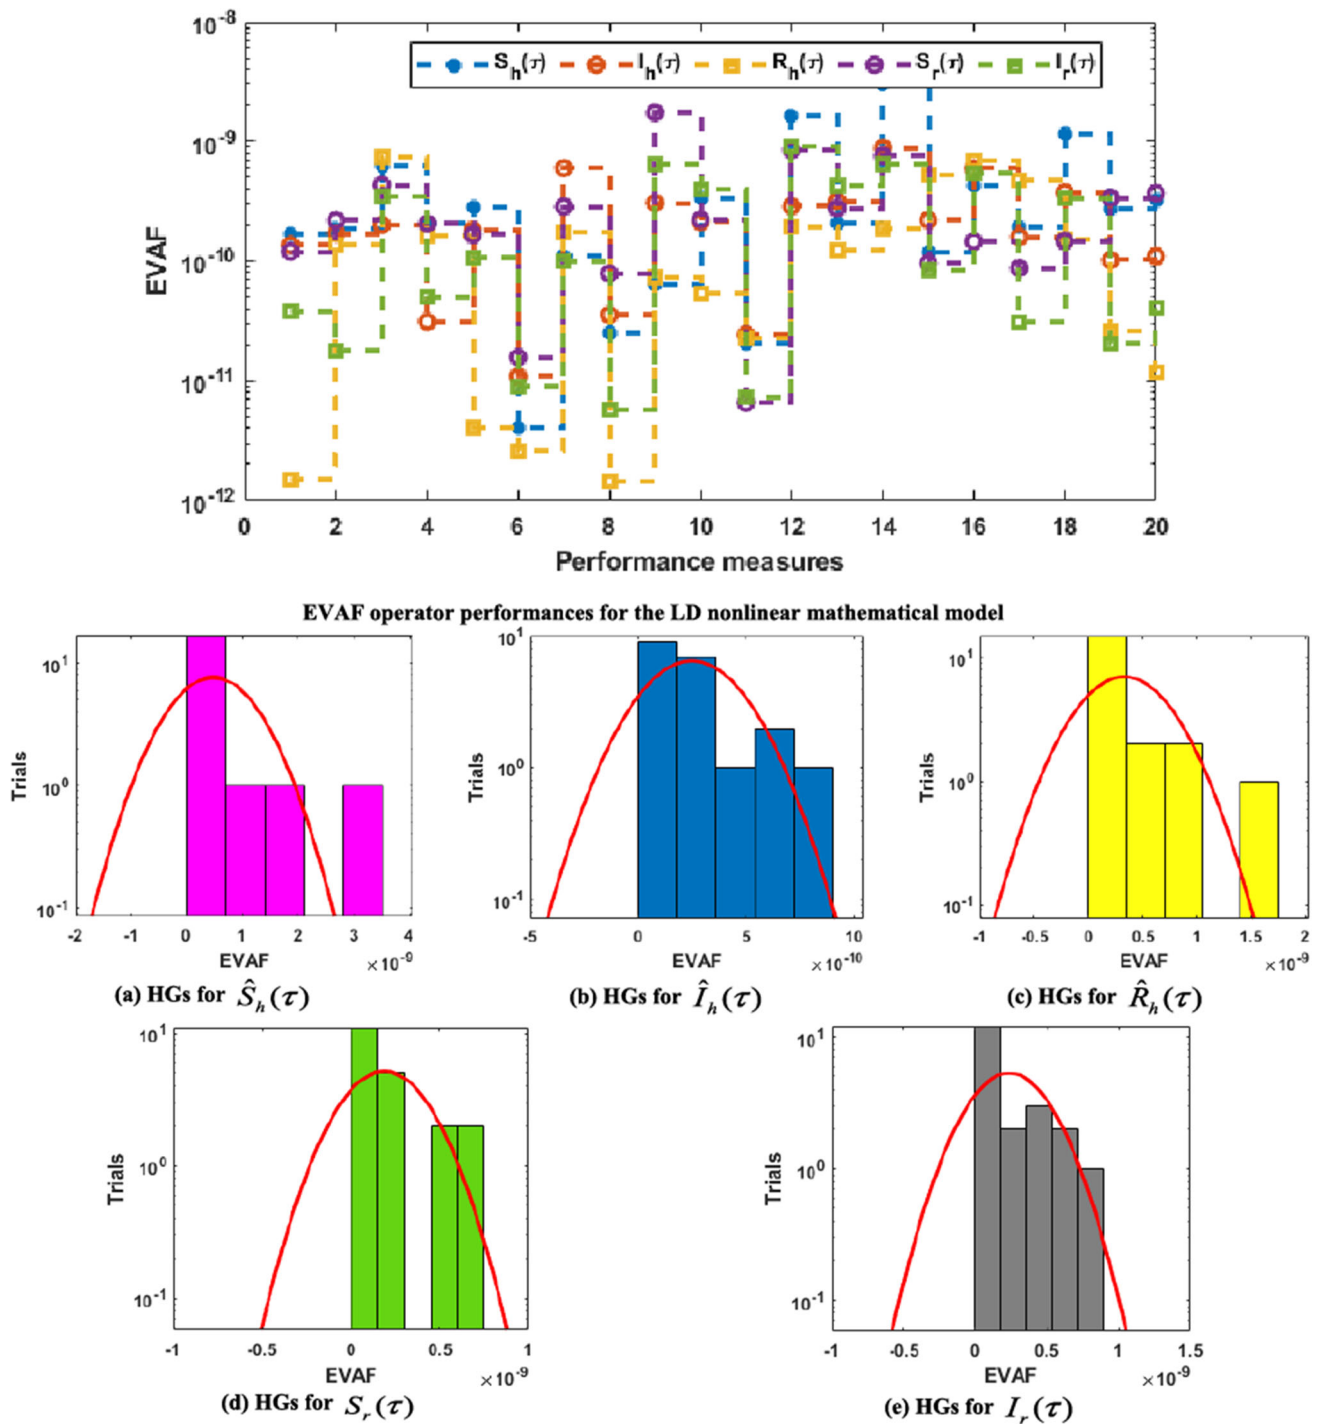 10^-8
S_h(τ) I_h(τ) R_h(τ) S_r(τ) I_r(τ)
10^-9
EVAF
10^-10
10^-11
10^-12
0 2 4 6 8 10 12 14 16 18 20
Performance measures
EVAF operator performances for the LD nonlinear mathematical model
10^1
Trials
10^0
10^-1
-2 -1 0 1 2 3 4
EVAF ×10^-9
(a) HGs for Ŝ_h(τ)
10^1
Trials
10^0
10^-1
-5 0 5 10
EVAF ×10^-10
(b) HGs for Î_h(τ)
10^1
Trials
10^0
10^-1
-1 -0.5 0 0.5 1 1.5 2
EVAF ×10^-9
(c) HGs for R̂_h(τ)
10^1
Trials
10^0
10^-1
-1 -0.5 0 0.5 1
EVAF ×10^-9
(d) HGs for S_r(τ)
10^1
Trials
10^0
10^-1
-1 -0.5 0 0.5 1 1.5
EVAF ×10^-9
(e) HGs for I_r(τ)